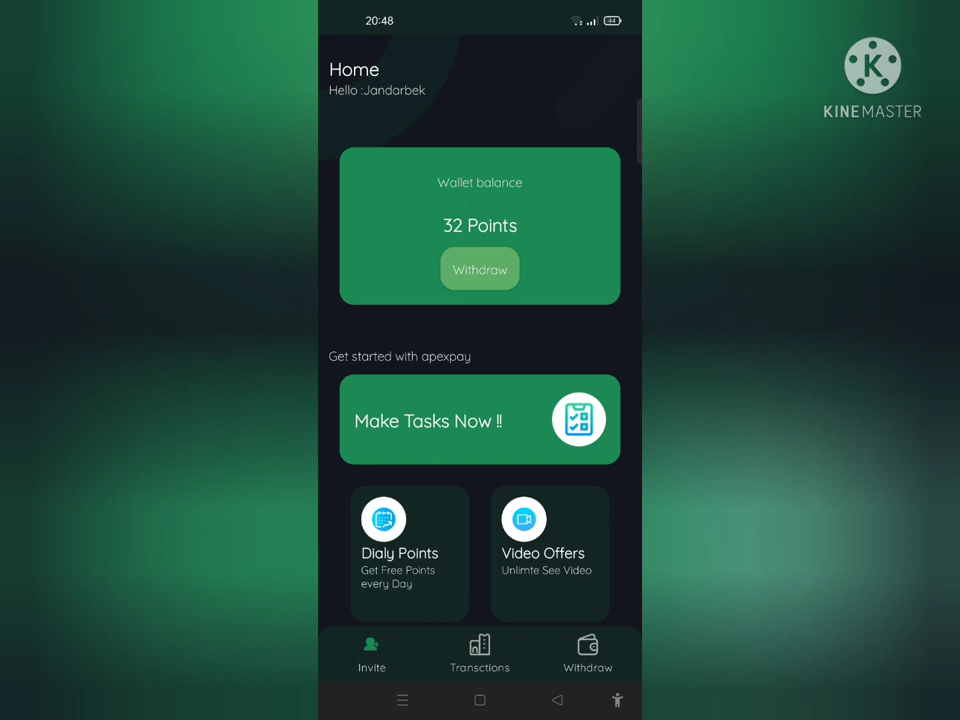 20:48
44
Home
Hello :Jandarbek
K
KINEMASTER
Wallet balance
32 Points
Withdraw
Get started with apexpay
Make Tasks Now !!
Dialy Points
Get Free Points
every Day
Video Offers
Unlimte See Video
Invite
Transctions
Withdraw